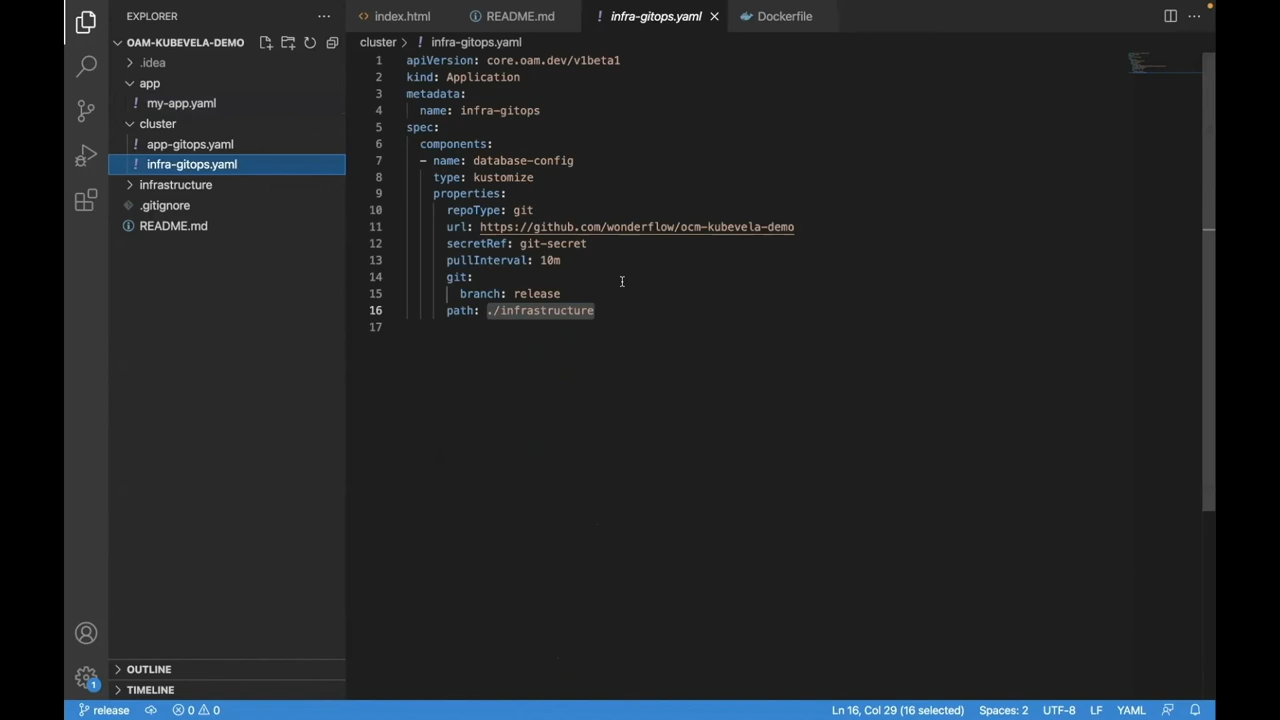 EXPLORER
index.html
README.md
! infra-gitops.yaml
Dockerfile
OAM-KUBEVELA-DEMO
cluster > ! infra-gitops.yaml
.idea
app
! my-app.yaml
cluster
! app-gitops.yaml
! infra-gitops.yaml
infrastructure
.gitignore
README.md
1 apiVersion: core.oam.dev/v1beta1
2 kind: Application
3 metadata:
4 name: infra-gitops
5 spec:
6 components:
7 - name: database-config
8 type: kustomize
9 properties:
10 repoType: git
11 url: https://github.com/wonderflow/ocm-kubevela-demo
12 secretRef: git-secret
13 pullInterval: 10m
14 git:
15 branch: release
16 path: ./infrastructure
17
1
OUTLINE
TIMELINE
release
0 0
Ln 16, Col 29 (16 selected)
Spaces: 2
UTF-8
LF
YAML